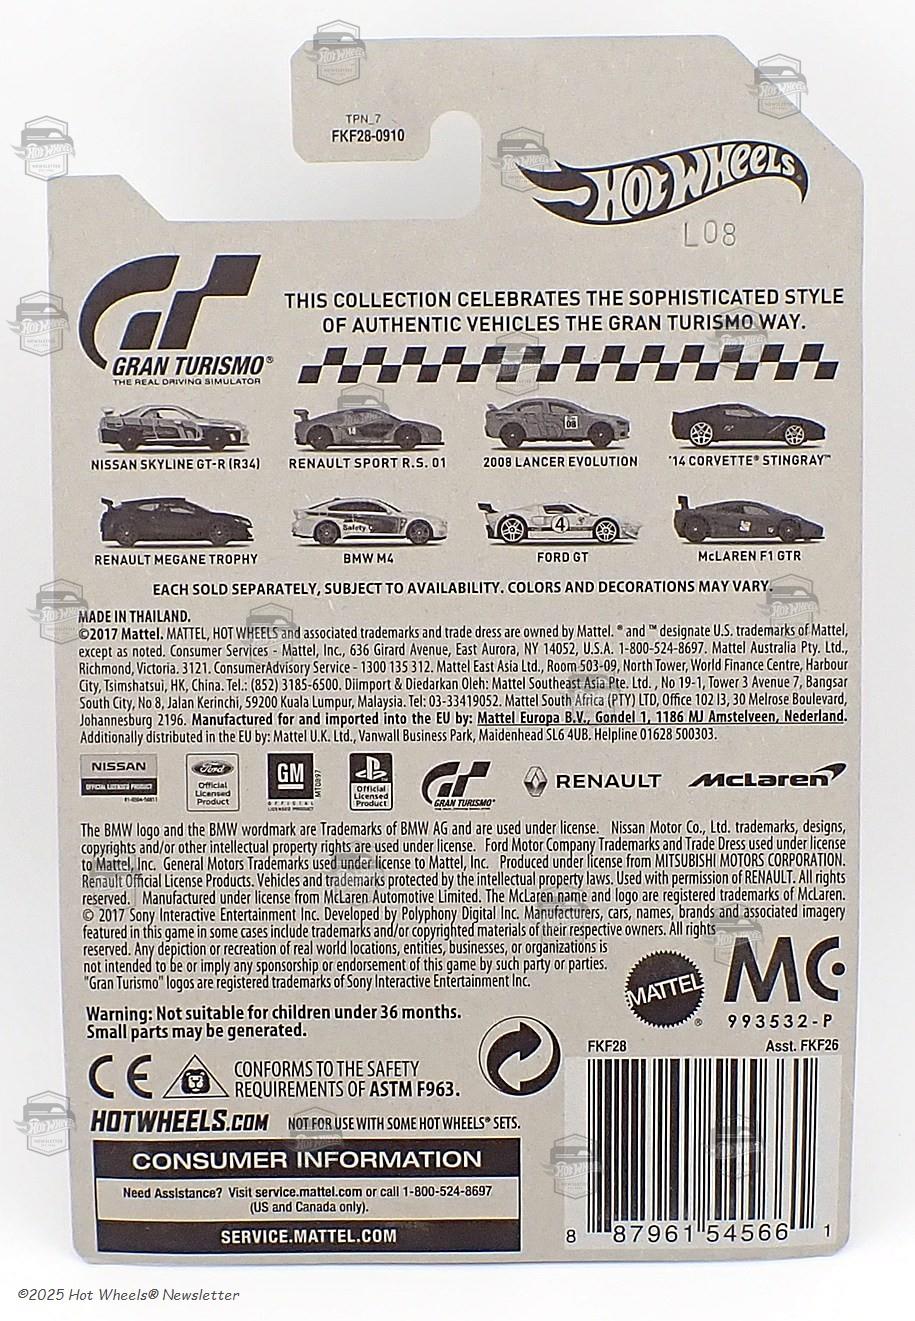 TPN_7
FKF28-0910
HOT WHEELS
L08
GT
GRAN TURISMO®
THE REAL DRIVING SIMULATOR
THIS COLLECTION CELEBRATES THE SOPHISTICATED STYLE
OF AUTHENTIC VEHICLES THE GRAN TURISMO WAY.
NISSAN SKYLINE GT-R (R34)
RENAULT SPORT R.S. 01
2008 LANCER EVOLUTION
'14 CORVETTE® STINGRAY™
RENAULT MEGANE TROPHY
BMW M4
FORD GT
McLAREN F1 GTR
EACH SOLD SEPARATELY, SUBJECT TO AVAILABILITY. COLORS AND DECORATIONS MAY VARY.
MADE IN THAILAND.
©2017 Mattel. MATTEL, HOT WHEELS and associated trademarks and trade dress are owned by Mattel. ® and ™ designate U.S. trademarks of Mattel,
except as noted. Consumer Services - Mattel, Inc., 636 Girard Avenue, East Aurora, NY 14052, U.S.A. 1-800-524-8697. Mattel Australia Pty. Ltd.,
Richmond, Victoria. 3121. ConsumerAdvisory Service - 1300 135 312. Mattel East Asia Ltd., Room 503-09, North Tower, World Finance Centre, Harbour
City, Tsimshatsui, HK, China. Tel.: (852) 3185-6500. Diimport & Diedarkan Oleh: Mattel Southeast Asia Pte. Ltd. , No 19-1, Tower 3 Avenue 7, Bangsar
South City, No 8, Jalan Kerinchi, 59200 Kuala Lumpur, Malaysia. Tel: 03-33419052. Mattel South Africa (PTY) LTD, Office 102 I3, 30 Melrose Boulevard,
Johannesburg 2196. Manufactured for and imported into the EU by: Mattel Europa B.V., Gondel 1, 1186 MJ Amstelveen, Nederland.
Additionally distributed in the EU by: Mattel U.K. Ltd., Vanwall Business Park, Maidenhead SL6 4UB. Helpline 01628 500303.
NISSAN
OFFICIAL LICENSED PRODUCT
Ford
Official
Licensed
Product
GM
OFFICIAL
LICENSED PRODUCT
MT0897
Official
Licensed
Product
GT
GRAN TURISMO®
RENAULT
McLaren
The BMW logo and the BMW wordmark are Trademarks of BMW AG and are used under license. Nissan Motor Co., Ltd. trademarks, designs,
copyrights and/or other intellectual property rights are used under license. Ford Motor Company Trademarks and Trade Dress used under license
to Mattel, Inc. General Motors Trademarks used under license to Mattel, Inc. Produced under license from MITSUBISHI MOTORS CORPORATION.
Renault Official License Products. Vehicles and trademarks protected by the intellectual property laws. Used with permission of RENAULT. All rights
reserved. Manufactured under license from McLaren Automotive Limited. The McLaren name and logo are registered trademarks of McLaren.
© 2017 Sony Interactive Entertainment Inc. Developed by Polyphony Digital Inc. Manufacturers, cars, names, brands and associated imagery
featured in this game in some cases include trademarks and/or copyrighted materials of their respective owners. All rights
reserved. Any depiction or recreation of real world locations, entities, businesses, or organizations is
not intended to be or imply any sponsorship or endorsement of this game by such party or parties.
"Gran Turismo" logos are registered trademarks of Sony Interactive Entertainment Inc.
MATTEL®
MC
993532-P
Warning: Not suitable for children under 36 months.
Small parts may be generated.
CE
CONFORMS TO THE SAFETY
REQUIREMENTS OF ASTM F963.
HOTWHEELS.COM
NOT FOR USE WITH SOME HOT WHEELS® SETS.
CONSUMER INFORMATION
Need Assistance? Visit service.mattel.com or call 1-800-524-8697
(US and Canada only).
SERVICE.MATTEL.COM
FKF28
Asst. FKF26
8 87961 54566 1
©2025 Hot Wheels® Newsletter